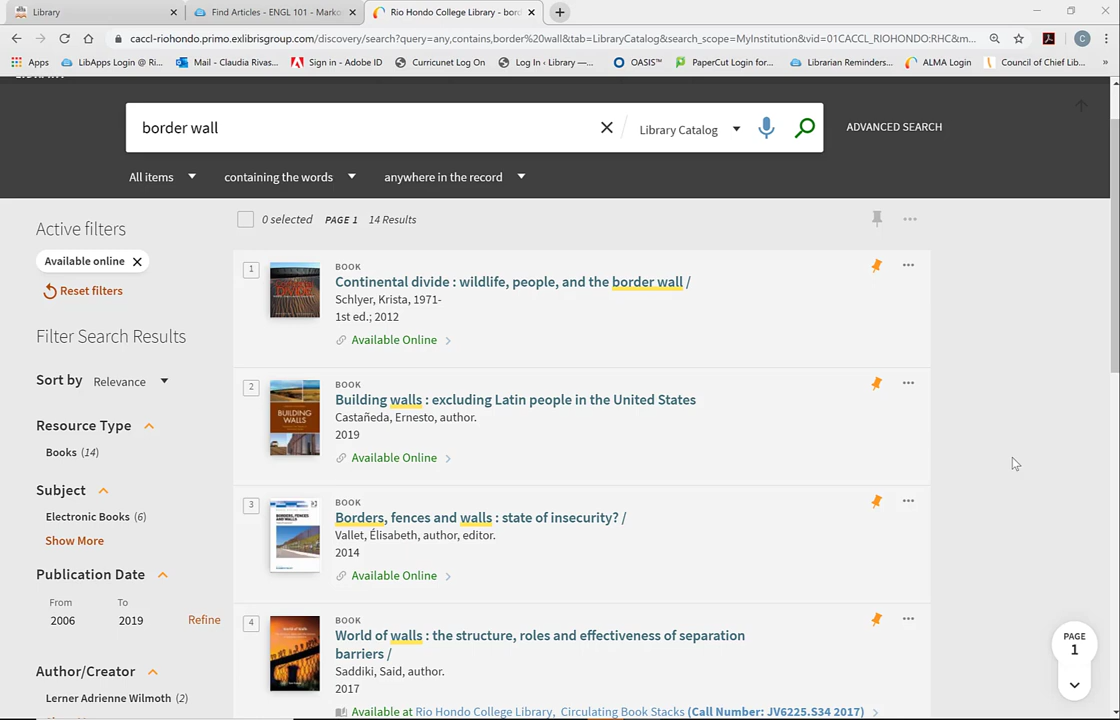 Library
Find Articles - ENGL 101 - Marko
Rio Hondo College Library - bord
caccl-riohondo.primo.exlibrisgroup.com/discovery/search?query=any,contains,border%20wall&tab=LibraryCatalog&search_scope=MyInstitution&vid=01CACCL_RIOHONDO:RHC&m...
Apps
LibApps Login @ Ri...
Mail - Claudia Rivas...
Sign in - Adobe ID
Curricunet Log On
Log In ‹ Library —...
OASIS™
PaperCut Login for...
Librarian Reminders...
ALMA Login
Council of Chief Lib...
border wall
Library Catalog
ADVANCED SEARCH
All items
containing the words
anywhere in the record
Active filters
Available online
Reset filters
Filter Search Results
Sort by Relevance
Resource Type
Books (14)
Subject
Electronic Books (6)
Show More
Publication Date
From To
2006 2019 Refine
Author/Creator
Lerner Adrienne Wilmoth (2)
0 selected PAGE 1 14 Results
1
BOOK
Continental divide : wildlife, people, and the border wall /
Schlyer, Krista, 1971-
1st ed.; 2012
Available Online
2
BOOK
Building walls : excluding Latin people in the United States
Castañeda, Ernesto, author.
2019
Available Online
3
BOOK
Borders, fences and walls : state of insecurity? /
Vallet, Élisabeth, author, editor.
2014
Available Online
4
BOOK
World of walls : the structure, roles and effectiveness of separation
barriers /
Saddiki, Said, author.
2017
Available at Rio Hondo College Library, Circulating Book Stacks (Call Number: JV6225.S34 2017)
BUILDING
WALLS
PAGE
1